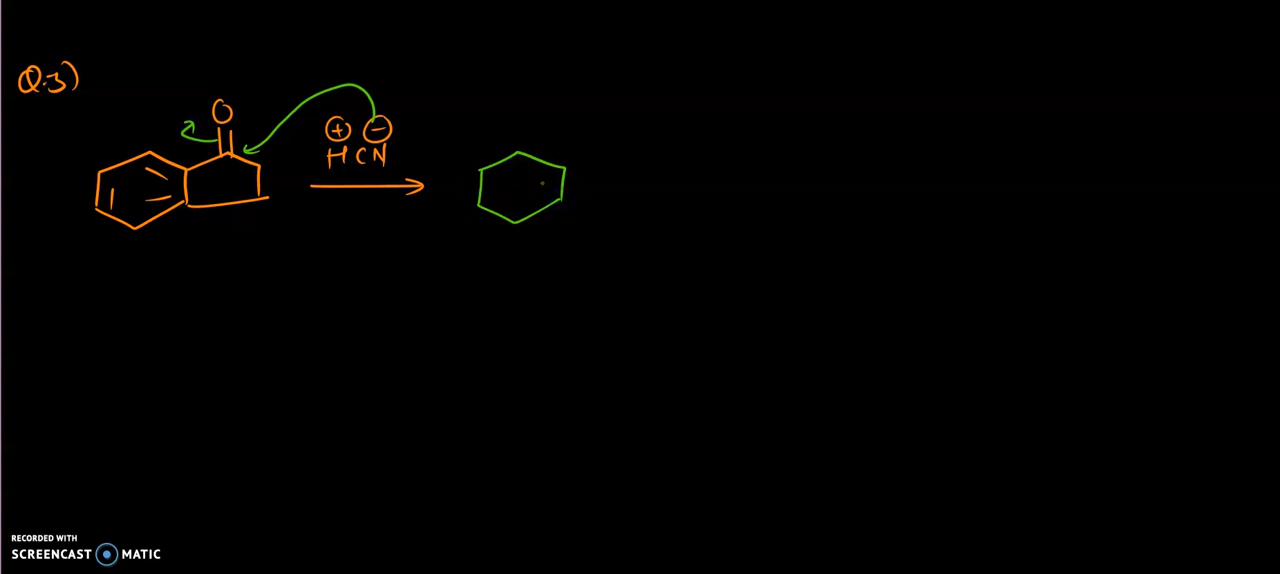 Q.3)
O
⊕ ⊖
HCN
RECORDED WITH
SCREENCAST MATIC